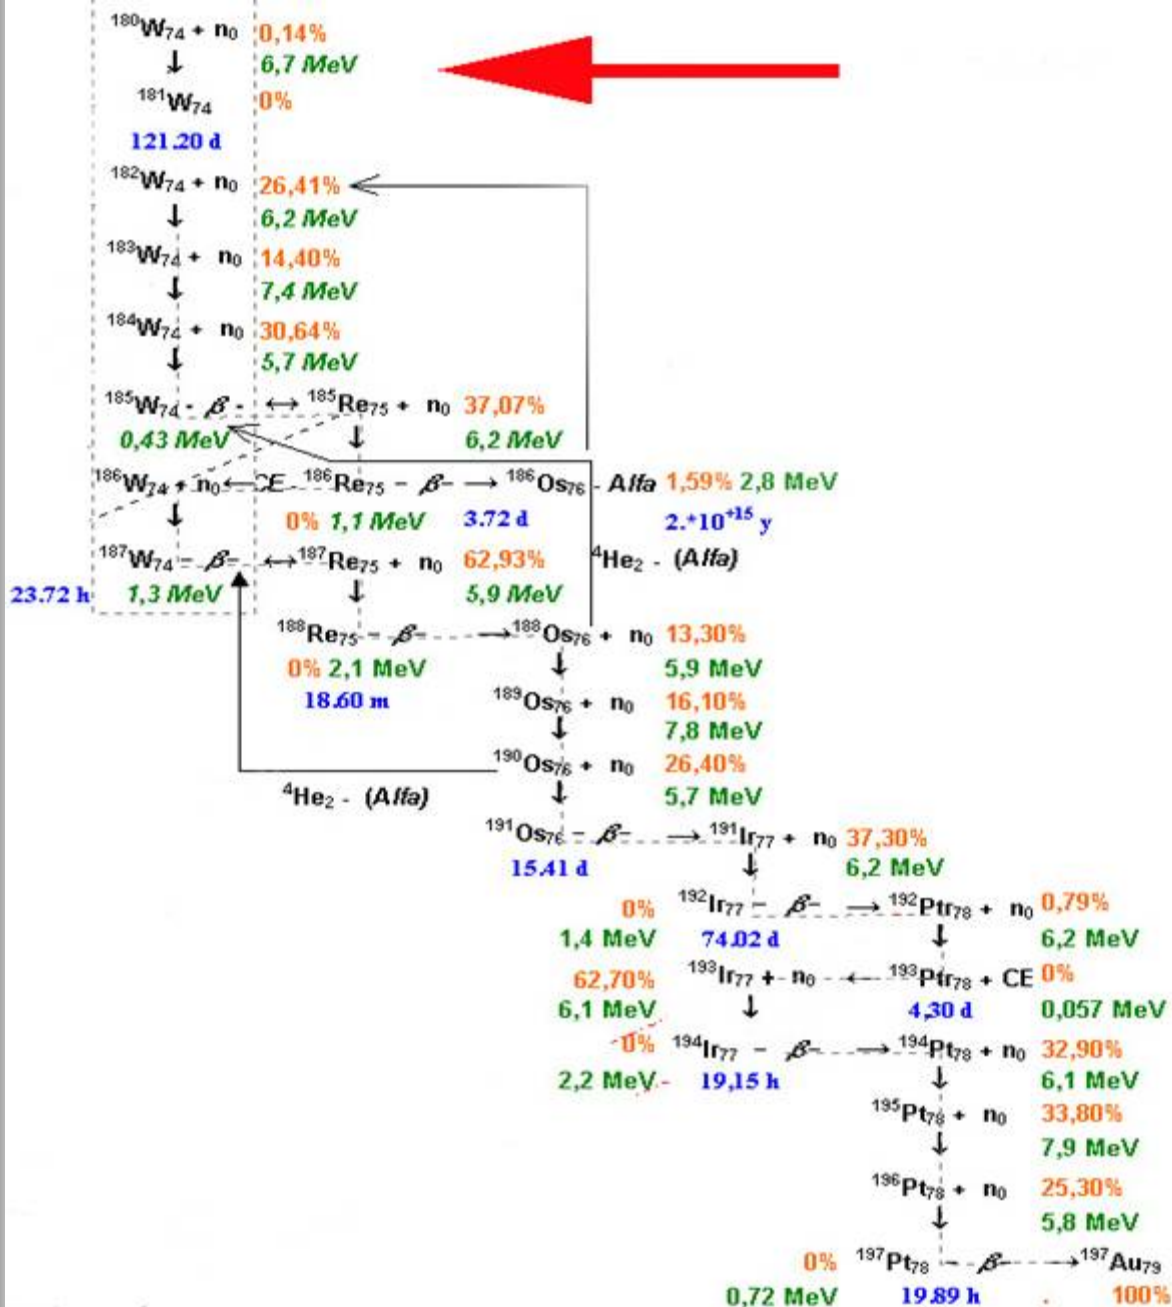 ¹⁸⁰W₇₄ + n₀ 0,14%
↓ 6,7 MeV
¹⁸¹W₇₄ 0%
121.20 d
¹⁸²W₇₄ + n₀ 26,41%
↓ 6,2 MeV
¹⁸³W₇₄ + n₀ 14,40%
↓ 7,4 MeV
¹⁸⁴W₇₄ + n₀ 30,64%
↓ 5,7 MeV
¹⁸⁵W₇₄ - β - ↔ ¹⁸⁵Re₇₅ + n₀ 37,07%
0,43 MeV ↓ 6,2 MeV
¹⁸⁶W₇₄ + n₀ ← CE - ¹⁸⁶Re₇₅ – β- → ¹⁸⁶Os₇₆ - Alfa 1,59% 2,8 MeV
↓ 0% 1,1 MeV 3.72 d 2.*10⁺¹⁵ y
¹⁸⁷W₇₄ – β- ↔ ¹⁸⁷Re₇₅ + n₀ 62,93% ⁴He₂ - (Alfa)
23.72 h 1,3 MeV ↓ 5,9 MeV
¹⁸⁸Re₇₅ – β- → ¹⁸⁸Os₇₆ + n₀ 13,30%
0% 2,1 MeV ↓ 5,9 MeV
18.60 m ¹⁸⁹Os₇₆ + n₀ 16,10%
↓ 7,8 MeV
¹⁹⁰Os₇₆ + n₀ 26,40%
⁴He₂ - (Alfa) ↓ 5,7 MeV
¹⁹¹Os₇₆ – β- → ¹⁹¹Ir₇₇ + n₀ 37,30%
15.41 d ↓ 6,2 MeV
0% ¹⁹²Ir₇₇ – β- → ¹⁹²Ptr₇₈ + n₀ 0,79%
1,4 MeV 74.02 d ↓ 6,2 MeV
62,70% ¹⁹³Ir₇₇ + n₀ ← ¹⁹³Ptr₇₈ + CE 0%
6,1 MeV ↓ 4,30 d 0,057 MeV
0% ¹⁹⁴Ir₇₇ – β- → ¹⁹⁴Pt₇₈ + n₀ 32,90%
2,2 MeV 19,15 h ↓ 6,1 MeV
¹⁹⁵Pt₇₈ + n₀ 33,80%
↓ 7,9 MeV
¹⁹⁶Pt₇₈ + n₀ 25,30%
↓ 5,8 MeV
0% ¹⁹⁷Pt₇₈ – β- → ¹⁹⁷Au₇₉
0,72 MeV 19.89 h . 100%